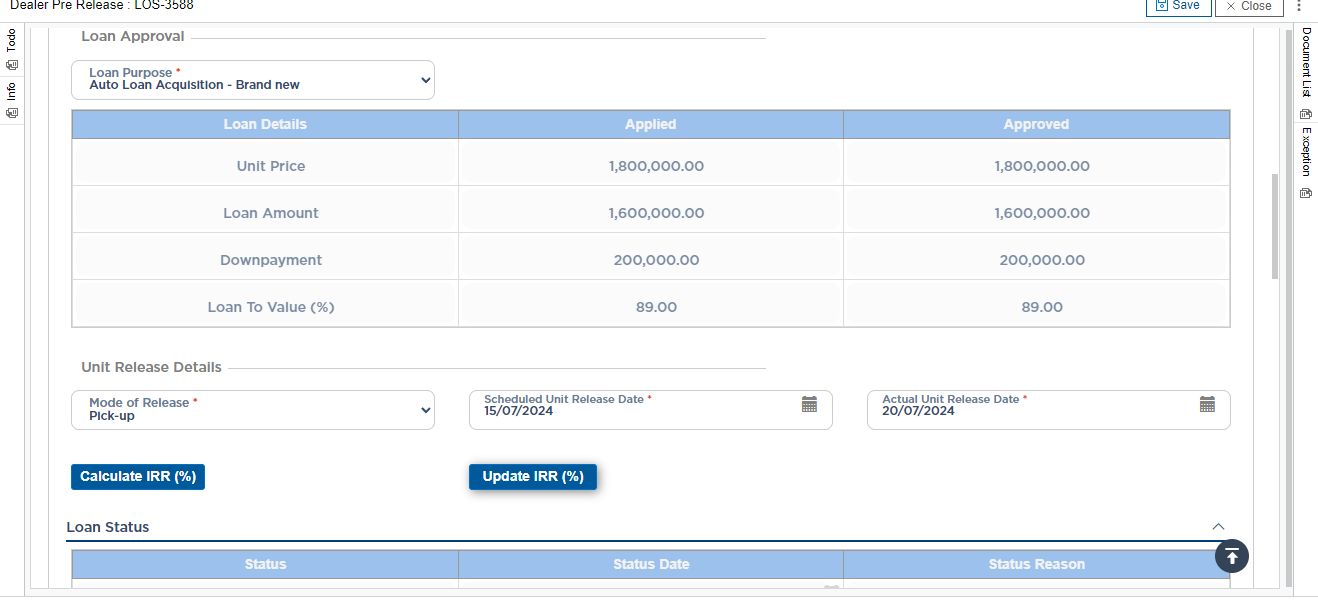 Dealer Pre Release : LOS-3588
Save
Close
Todo
Info
Document List
Exception
Loan Approval
Loan Purpose *
Auto Loan Acquisition - Brand new
Loan Details Applied Approved
Unit Price 1,800,000.00 1,800,000.00
Loan Amount 1,600,000.00 1,600,000.00
Downpayment 200,000.00 200,000.00
Loan To Value (%) 89.00 89.00
Unit Release Details
Mode of Release *
Pick-up
Scheduled Unit Release Date *
15/07/2024
Actual Unit Release Date *
20/07/2024
Calculate IRR (%) Update IRR (%)
Loan Status
Status Status Date Status Reason